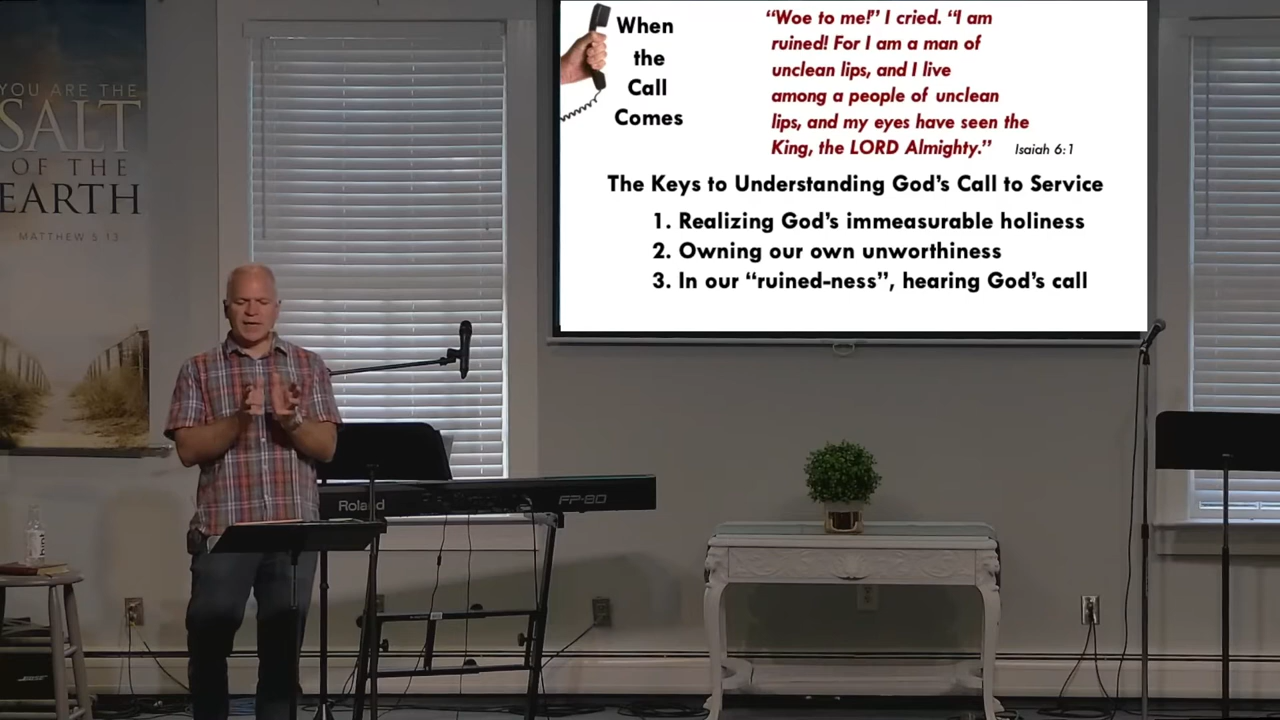 YOU ARE THE
SALT
OF THE
EARTH
MATTHEW 5:13
When
the
Call
Comes
“Woe to me!” I cried. “I am
ruined! For I am a man of
unclean lips, and I live
among a people of unclean
lips, and my eyes have seen the
King, the LORD Almighty.” Isaiah 6:1
The Keys to Understanding God’s Call to Service
1. Realizing God’s immeasurable holiness
2. Owning our own unworthiness
3. In our “ruined-ness”, hearing God’s call
Roland
FP-80
BOSE